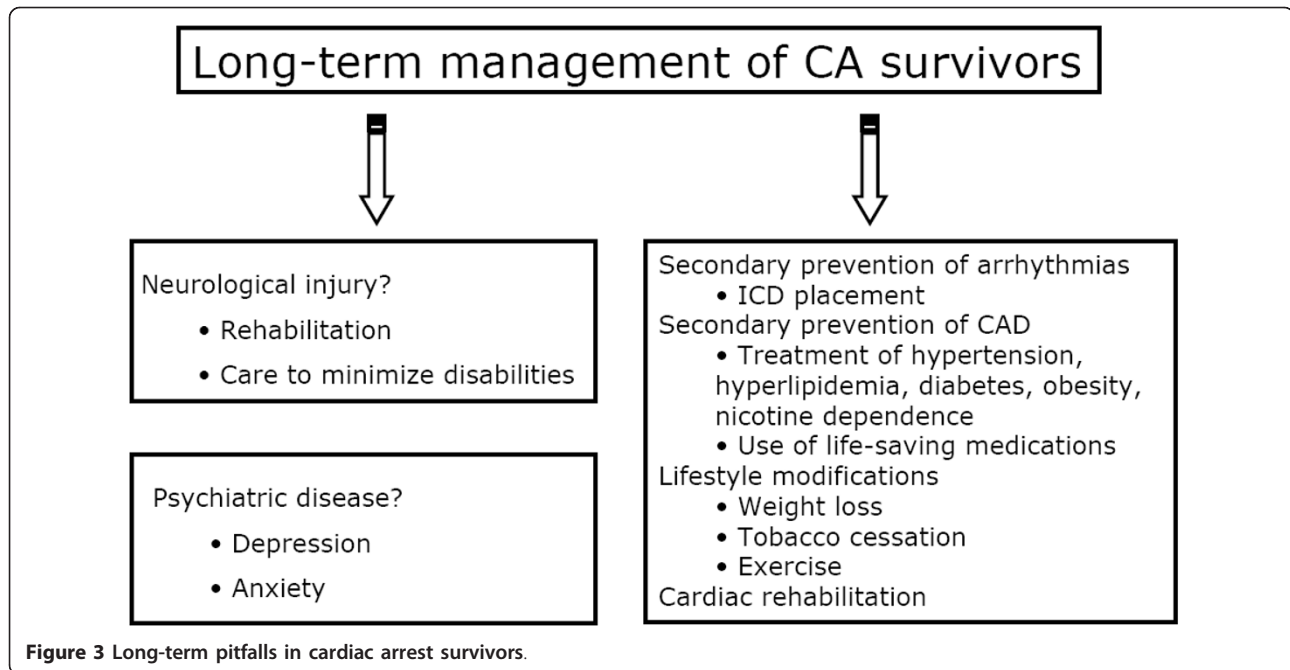 Long-term management of CA survivors
Neurological injury?
• Rehabilitation
• Care to minimize disabilities
Psychiatric disease?
• Depression
• Anxiety
Secondary prevention of arrhythmias
• ICD placement
Secondary prevention of CAD
• Treatment of hypertension,
hyperlipidemia, diabetes, obesity,
nicotine dependence
• Use of life-saving medications
Lifestyle modifications
• Weight loss
• Tobacco cessation
• Exercise
Cardiac rehabilitation
Figure 3 Long-term pitfalls in cardiac arrest survivors.